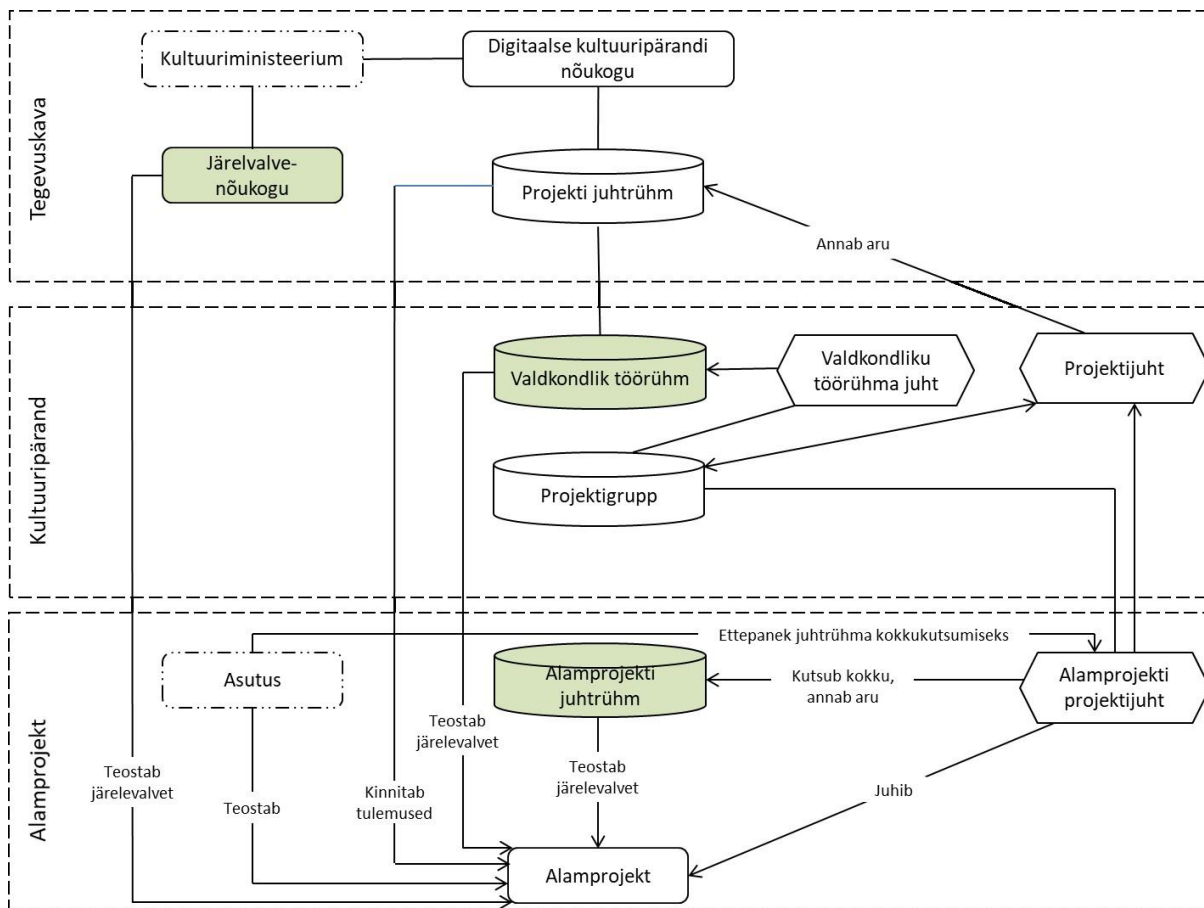 Tegevuskava
Kultuuriministeerium
Digitaalse kultuuripärandi
nõukogu
Järelvalve-
nõukogu
Projekti juhtrühm
Annab aru
Kultuuripärand
Valdkondlik töörühm
Valdkondliku
töörühma juht
Projektijuht
Projektigrupp
Alamprojekt
Ettepanek juhtrühma kokkukutsumiseks
Asutus
Alamprojekti
juhtrühm
Kutsub kokku,
annab aru
Alamprojekti
projektijuht
Teostab
järelevalvet
Teostab
järelevalvet
Teostab
järelevalvet
Teostab
Kinnitab
tulemused
Juhib
Alamprojekt